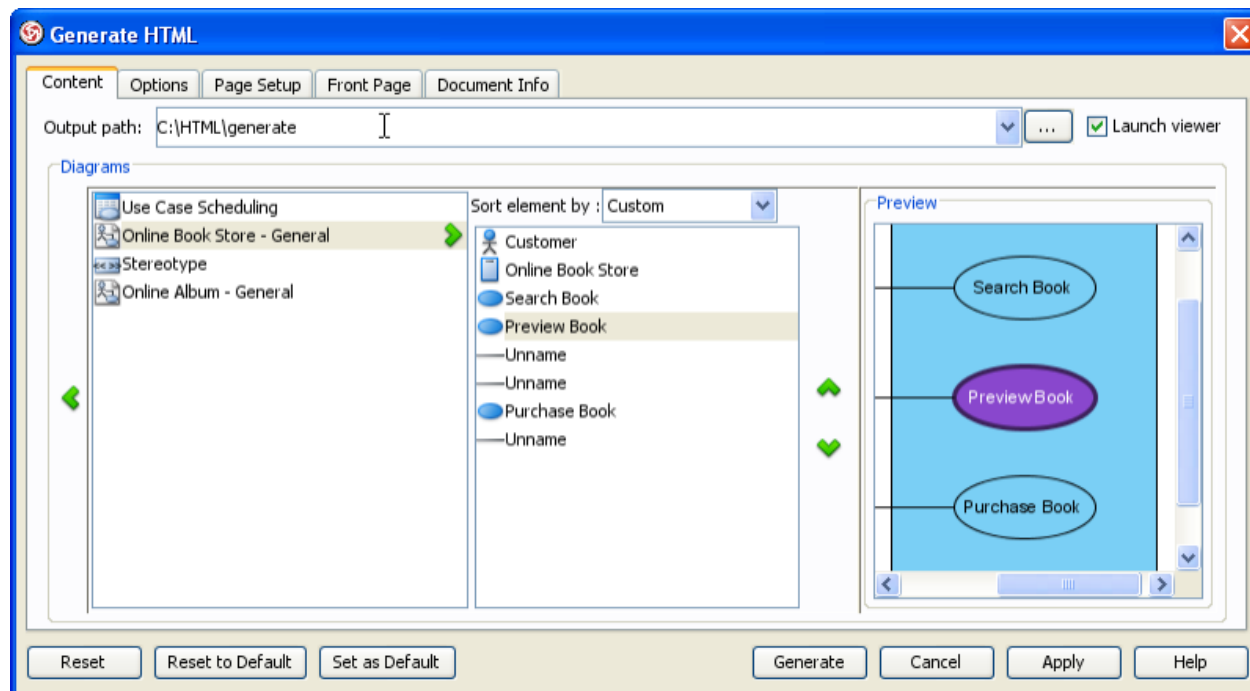 Generate HTML
Content Options Page Setup Front Page Document Info
Output path: C:\HTML\generate ... Launch viewer
Diagrams
Use Case Scheduling
Online Book Store - General
Stereotype
Online Album - General
Sort element by : Custom
Customer
Online Book Store
Search Book
Preview Book
Unname
Unname
Purchase Book
Unname
Preview
Search Book
Preview Book
Purchase Book
Reset Reset to Default Set as Default Generate Cancel Apply Help